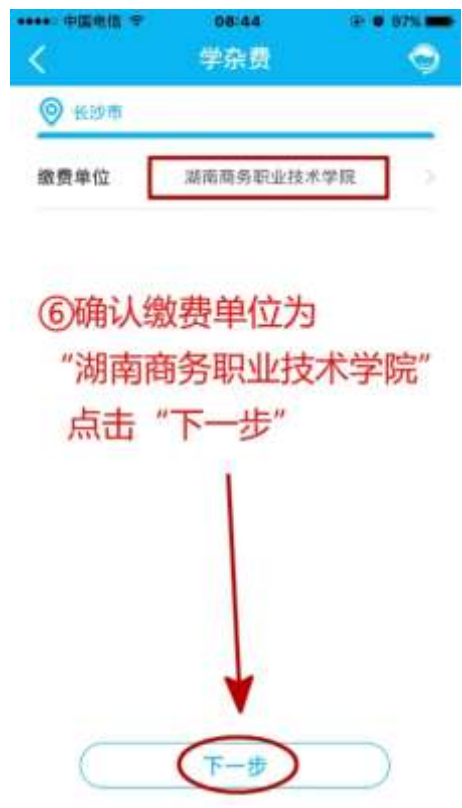 中国电信 08:44 97%
学杂费
长沙市
缴费单位 湖南商务职业技术学院
⑥确认缴费单位为
“湖南商务职业技术学院”
点击“下一步”
下一步